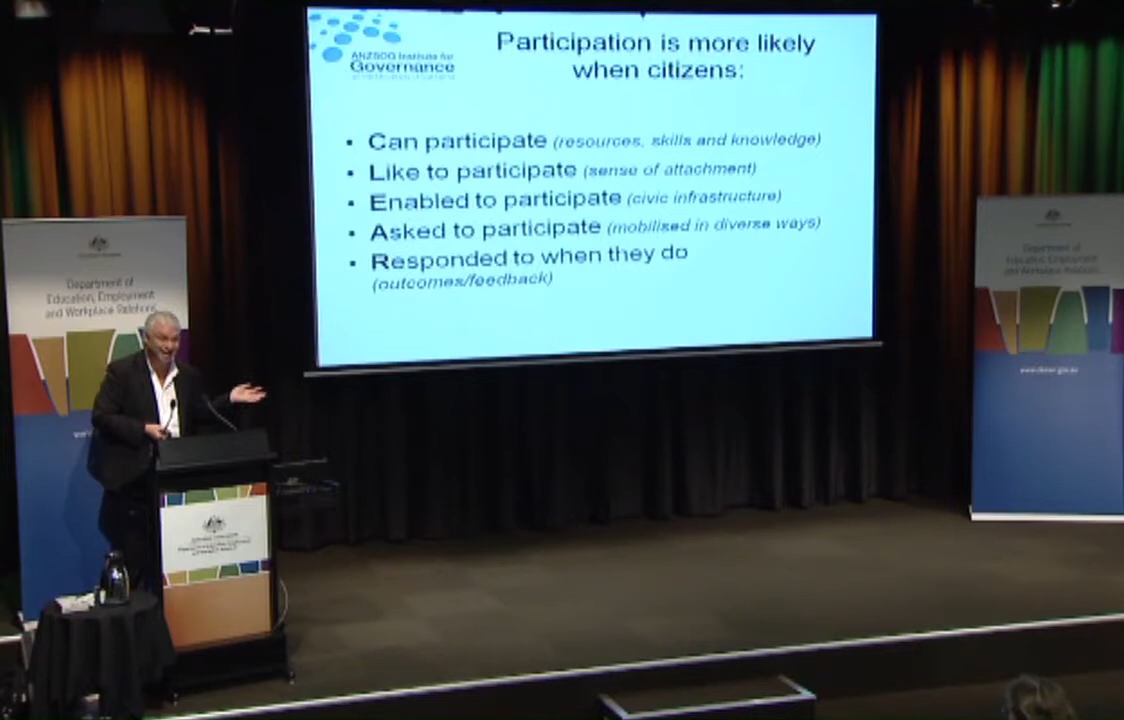 ANZSOG Institute for
Governance
Participation is more likely
when citizens:
• Can participate (resources, skills and knowledge)
• Like to participate (sense of attachment)
• Enabled to participate (civic infrastructure)
• Asked to participate (mobilised in diverse ways)
• Responded to when they do
(outcomes/feedback)
Department of
Education, Employment
and Workplace Relations
Department of
Education, Employment
and Workplace Relations